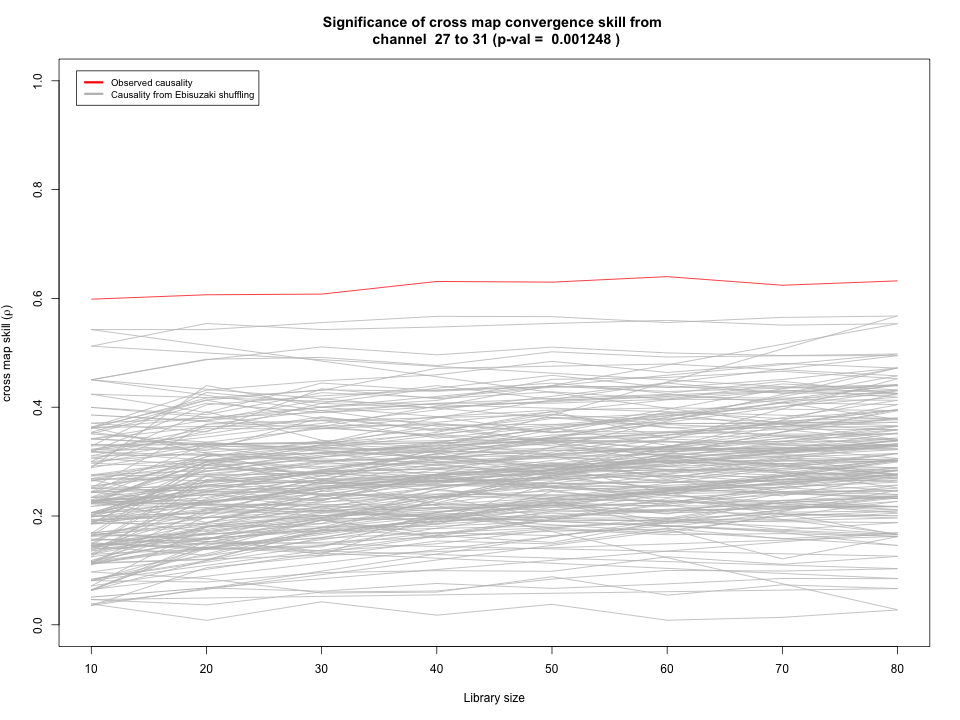 Significance of cross map convergence skill from
channel  27 to 31 (p-val =  0.001248 )
Observed causality
Causality from Ebisuzaki shuffling
cross map skill (ρ)
1.0
0.8
0.6
0.4
0.2
0.0
10 20 30 40 50 60 70 80
Library size